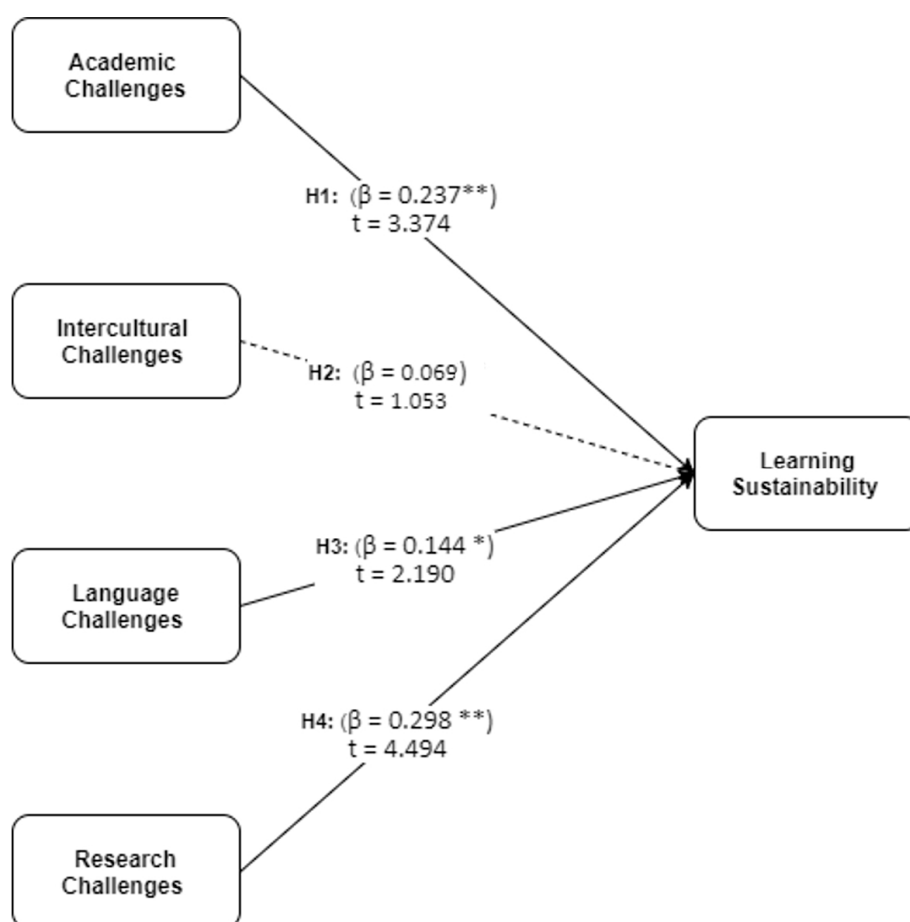 Academic
Challenges
H1: (β = 0.237**)
t = 3.374
Intercultural
Challenges
H2: (β = 0.069)
t = 1.053
Learning
Sustainability
H3: (β = 0.144 *)
t = 2.190
Language
Challenges
H4: (β = 0.298 **)
t = 4.494
Research
Challenges